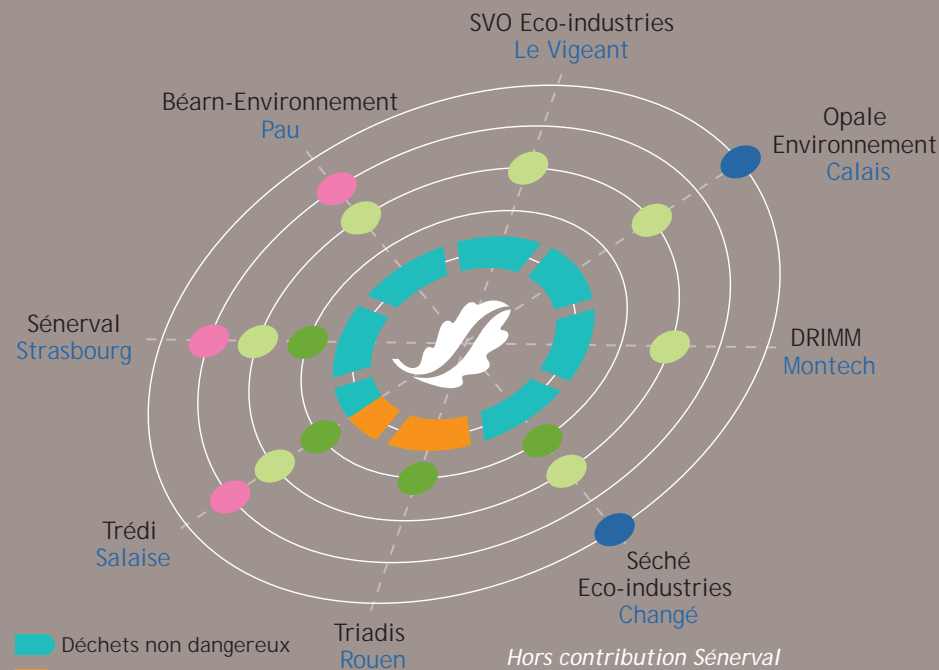 SVO Eco-industries
Le Vigeant
Béarn-Environnement
Pau
Opale
Environnement
Calais
Sénerval
Strasbourg
DRIMM
Montech
Trédi
Salaise
Séché
Eco-industries
Changé
Triadis
Rouen
Déchets non dangereux
Hors contribution Sénerval